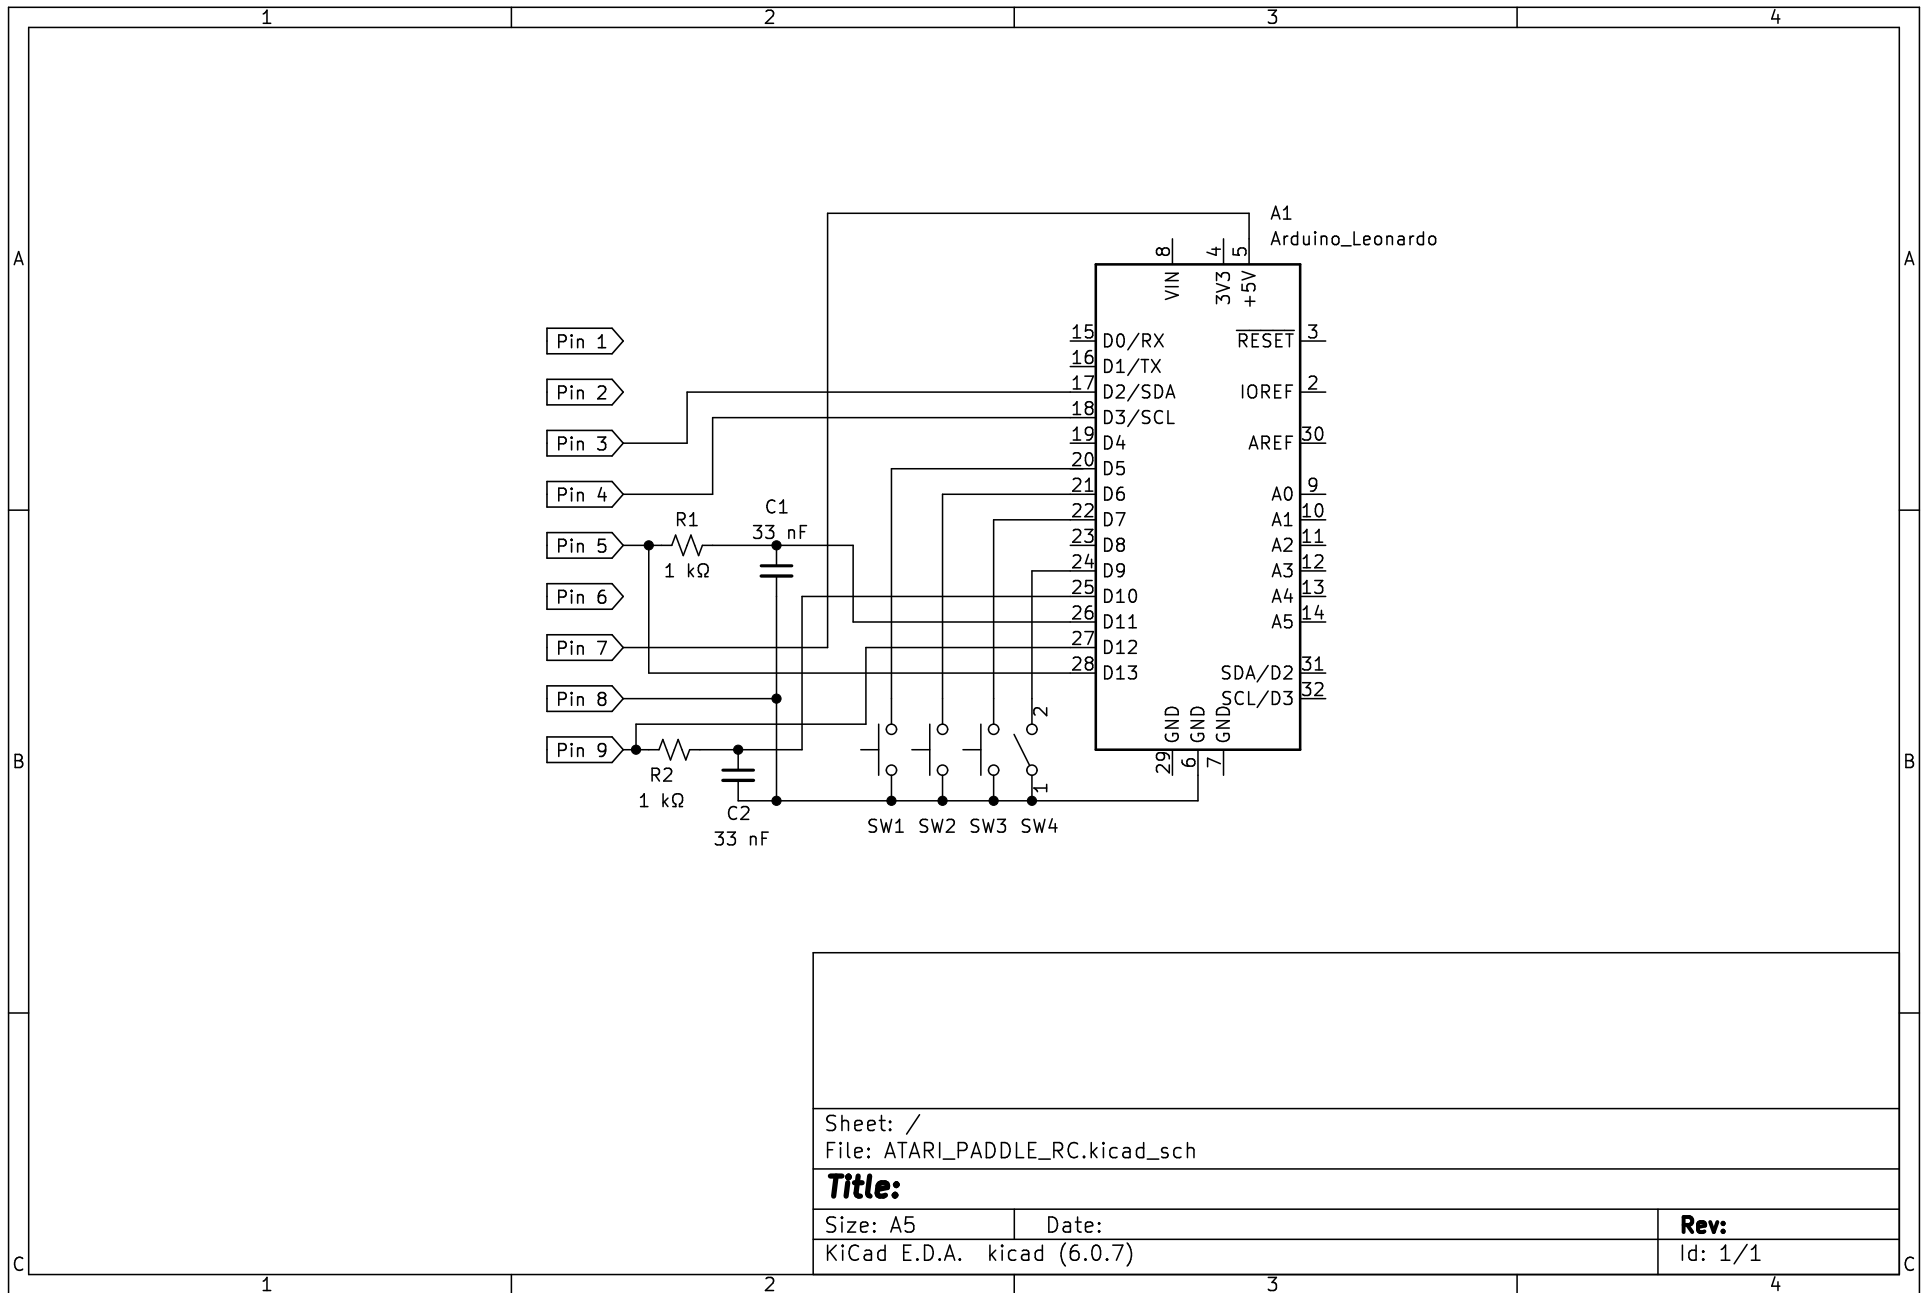 1 2 3 4
A1
Arduino_Leonardo
A A
8 4 5
VIN 3V3 +5V
Pin 1
15 D0/RX RESET 3
16 D1/TX
Pin 2
17 D2/SDA IOREF 2
18 D3/SCL
Pin 3
19 D4 AREF 30
20 D5
Pin 4
21 D6 A0 9
C1
R1
22 D7 A1 10
33 nF
Pin 5
23 D8 A2 11
1 kΩ
24 D9 A3 12
Pin 6
25 D10 A4 13
26 D11 A5 14
Pin 7
27 D12
28 D13 SDA/D2 31
Pin 8
SCL/D3 32
2
GND GND GND
Pin 9
29 6 7
B B
R2
1
1 kΩ
C2
SW1 SW2 SW3 SW4
33 nF
Sheet: /
File: ATARI_PADDLE_RC.kicad_sch
Title:
Size: A5 Date: Rev:
KiCad E.D.A. kicad (6.0.7) Id: 1/1
C C
1 2 3 4